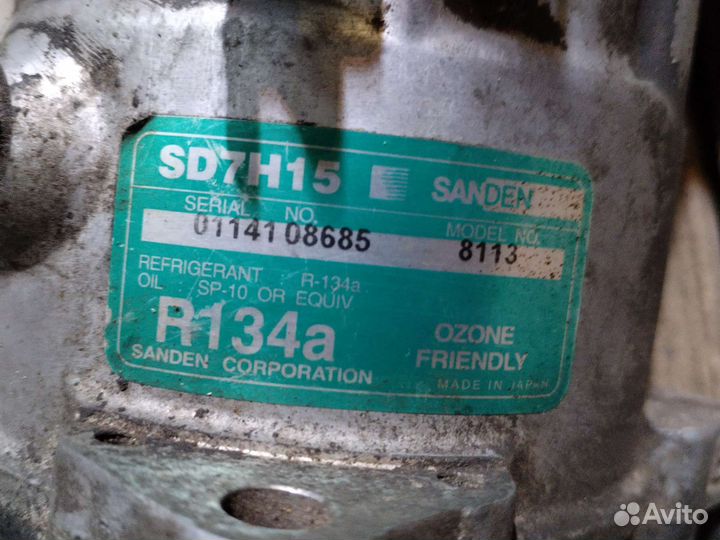 SD7H15 SANDEN
SERIAL NO. MODEL NO.
01141 08685 8113
REFRIGERANT R-134a
OIL SP-10 OR EQUIV
R134a
OZONE
FRIENDLY
SANDEN CORPORATION
MADE IN JAPAN
Avito